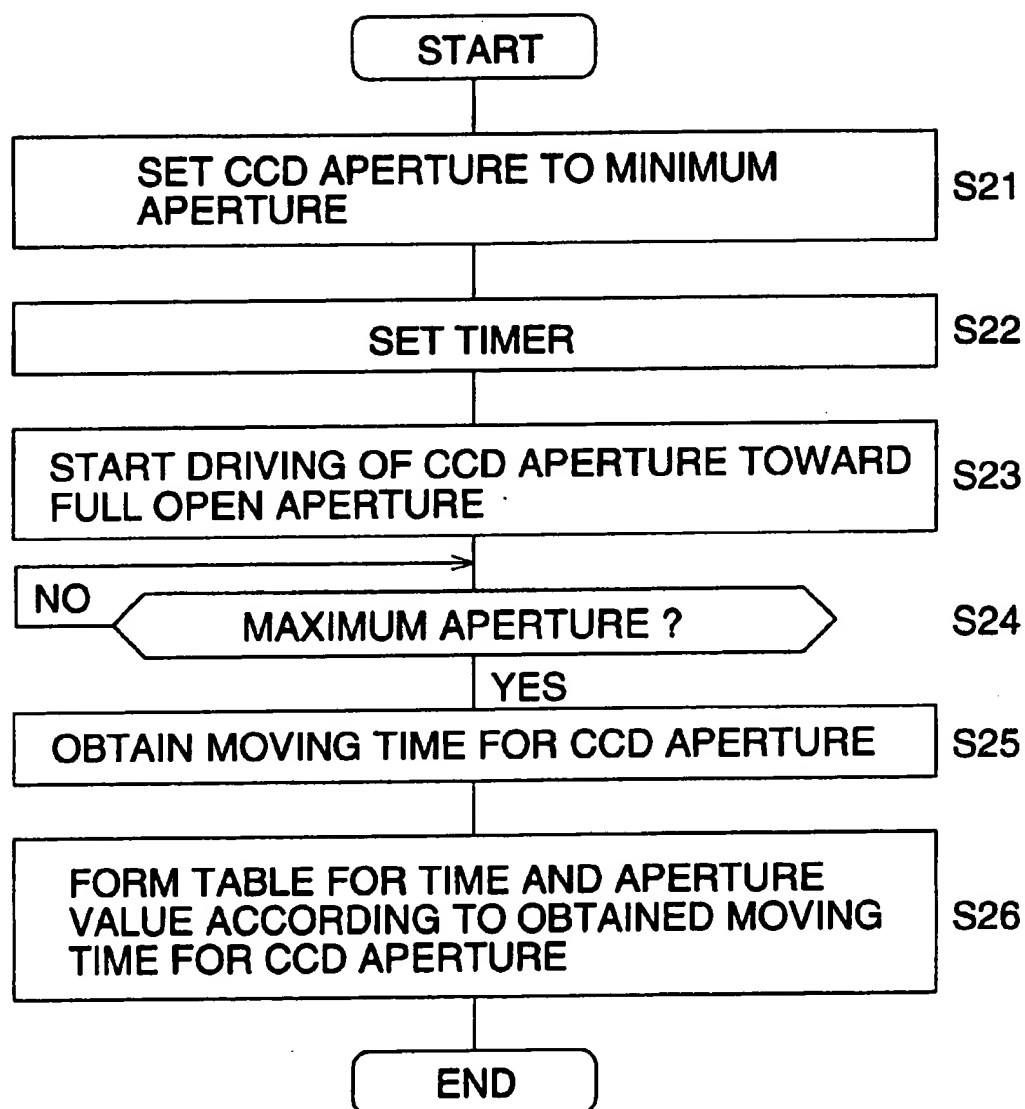 START
SET CCD APERTURE TO MINIMUM
APERTURE
S21
SET TIMER
S22
START DRIVING OF CCD APERTURE TOWARD
FULL OPEN APERTURE
S23
NO
MAXIMUM APERTURE ?
S24
YES
OBTAIN MOVING TIME FOR CCD APERTURE
S25
FORM TABLE FOR TIME AND APERTURE
VALUE ACCORDING TO OBTAINED MOVING
TIME FOR CCD APERTURE
S26
END